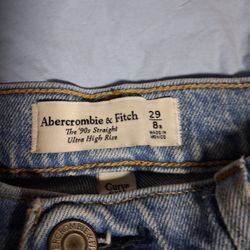 Abercrombie & Fitch
The '90s Straight
Ultra High Rise
29
8R
MADE IN
MEXICO
Curve